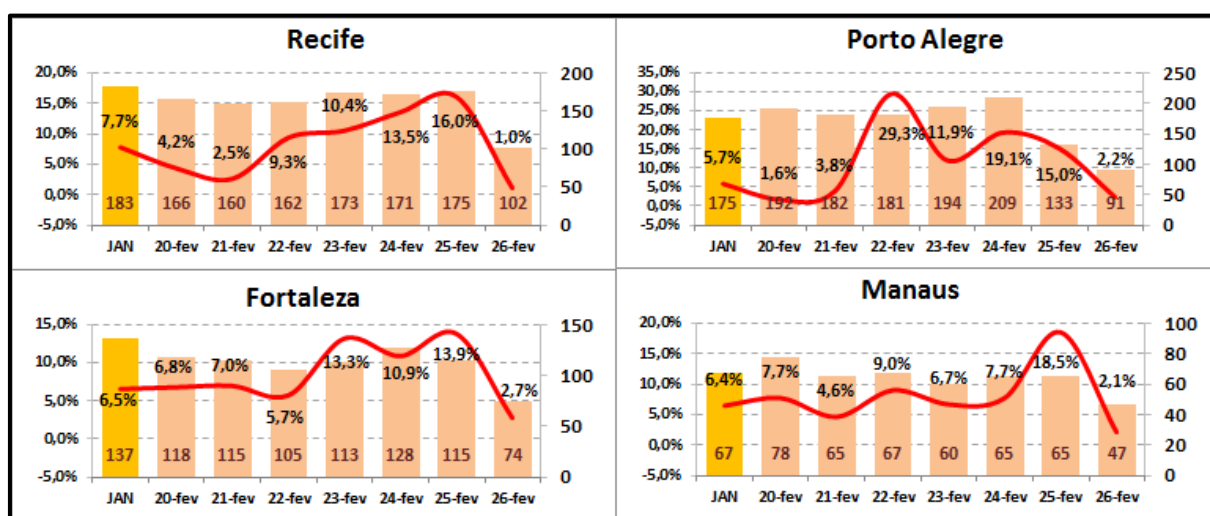 Recife
20,0%
15,0%
10,0%
5,0%
0,0%
-5,0%
200
150
100
50
0
7,7% 4,2% 2,5% 9,3% 10,4% 13,5% 16,0% 1,0%
183 166 160 162 173 171 175 102
JAN 20-fev 21-fev 22-fev 23-fev 24-fev 25-fev 26-fev
Porto Alegre
35,0%
30,0%
25,0%
20,0%
15,0%
10,0%
5,0%
0,0%
-5,0%
250
200
150
100
50
0
5,7% 1,6% 3,8% 29,3% 11,9% 19,1% 15,0% 2,2%
175 192 182 181 194 209 133 91
JAN 20-fev 21-fev 22-fev 23-fev 24-fev 25-fev 26-fev
Fortaleza
15,0%
10,0%
5,0%
0,0%
-5,0%
150
100
50
0
6,5% 6,8% 7,0% 5,7% 13,3% 10,9% 13,9% 2,7%
137 118 115 105 113 128 115 74
JAN 20-fev 21-fev 22-fev 23-fev 24-fev 25-fev 26-fev
Manaus
20,0%
15,0%
10,0%
5,0%
0,0%
-5,0%
100
80
60
40
20
0
6,4% 7,7% 4,6% 9,0% 6,7% 7,7% 18,5% 2,1%
67 78 65 67 60 65 65 47
JAN 20-fev 21-fev 22-fev 23-fev 24-fev 25-fev 26-fev